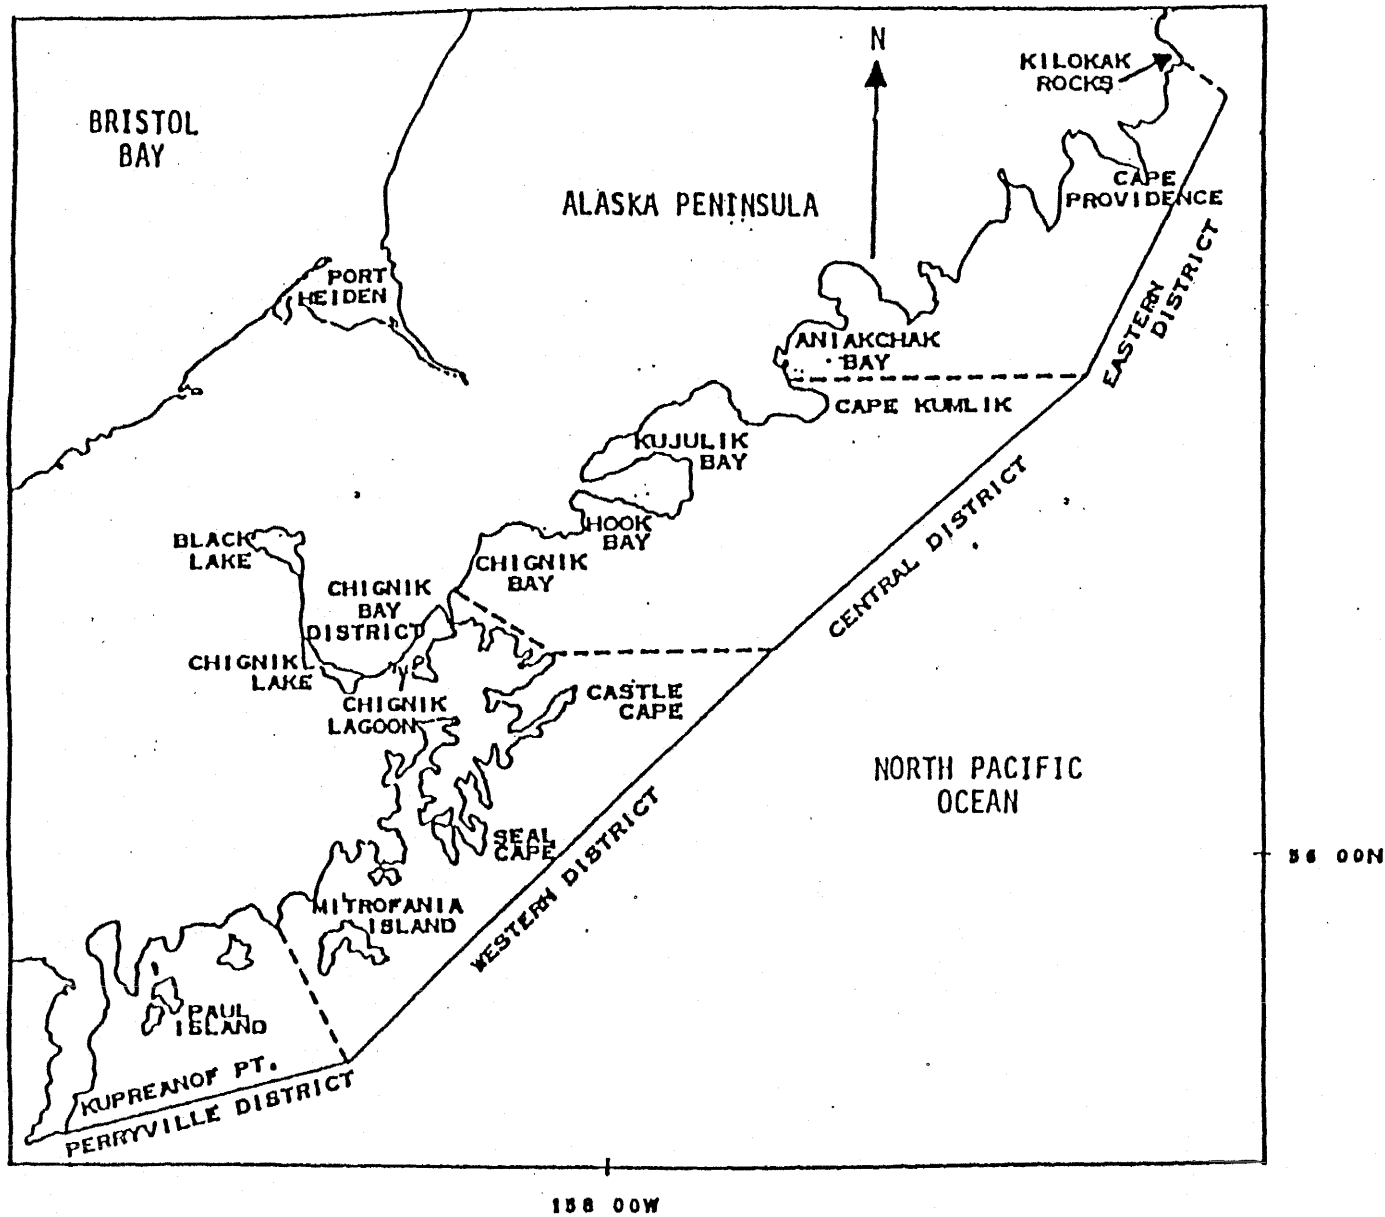 N
KILOKAK
ROCKS
BRISTOL
BAY
CAPE
PROVIDENCE
ALASKA PENINSULA
PORT
HEIDEN
EASTERN
DISTRICT
ANIAKCHAK
BAY
CAPE KUMLIK
KUJULIK
BAY
CENTRAL DISTRICT
HOOK
BAY
BLACK
LAKE
CHIGNIK
BAY
CHIGNIK
BAY
DISTRICT
CHIGNIK
LAKE
CHIGNIK
LAGOON
CASTLE
CAPE
NORTH PACIFIC
OCEAN
SEAL
CAPE
WESTERN DISTRICT
56 00N
MITROFANIA
ISLAND
PAUL
ISLAND
KUPREANOF PT.
PERRYVILLE DISTRICT
158 00W